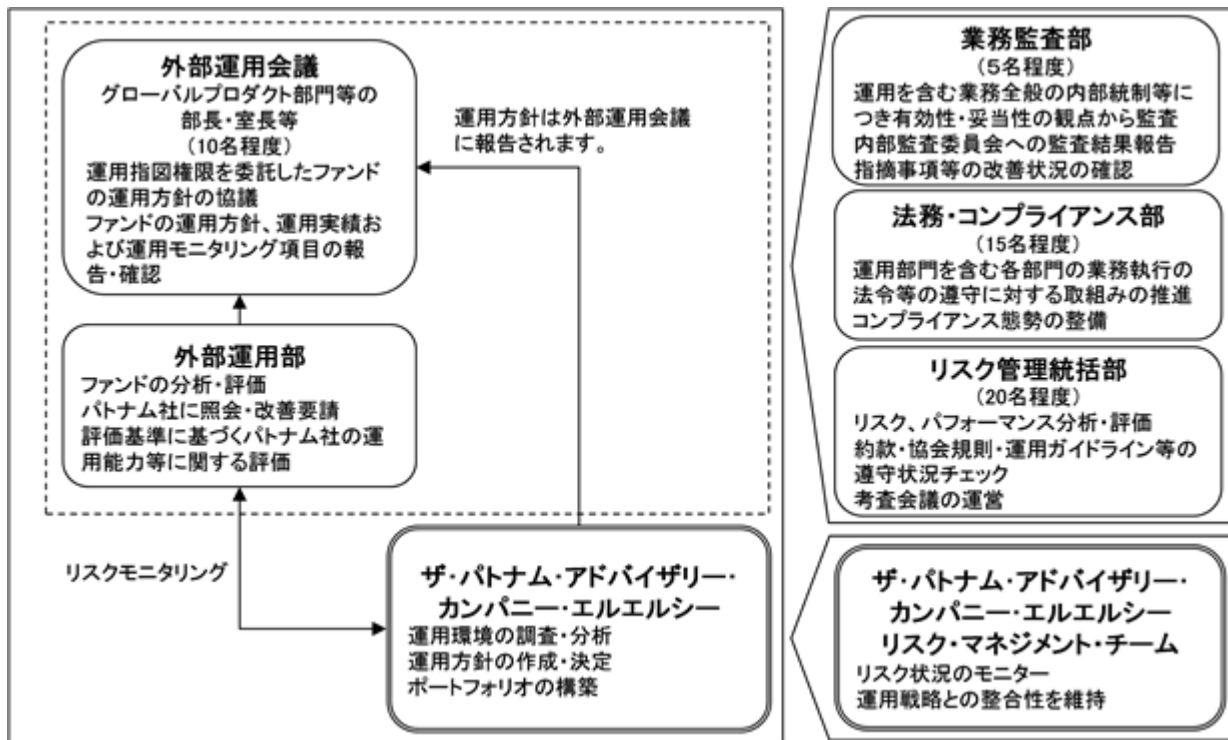 外部運用会議
グローバルプロダクト部門等の
部長・室長等
(10名程度)
運用指図権限を委託したファンド
の運用方針の協議
ファンドの運用方針、運用実績お
よび運用モニタリング項目の報
告・確認
運用方針は外部運用会議
に報告されます。
外部運用部
ファンドの分析・評価
パトナム社に照会・改善要請
評価基準に基づくパトナム社の運
用能力等に関する評価
リスクモニタリング
ザ・パトナム・アドバイザリー・
カンパニー・エルエルシー
運用環境の調査・分析
運用方針の作成・決定
ポートフォリオの構築
業務監査部
(5名程度)
運用を含む業務全般の内部統制等に
つき有効性・妥当性の観点から監査
内部監査委員会への監査結果報告
指摘事項等の改善状況の確認
法務・コンプライアンス部
(15名程度)
運用部門を含む各部門の業務執行の
法令等の遵守に対する取組みの推進
コンプライアンス態勢の整備
リスク管理統括部
(20名程度)
リスク、パフォーマンス分析・評価
約款・協会規則・運用ガイドライン等の
遵守状況チェック
考査会議の運営
ザ・パトナム・アドバイザリー・
カンパニー・エルエルシー
リスク・マネジメント・チーム
リスク状況のモニター
運用戦略との整合性を維持